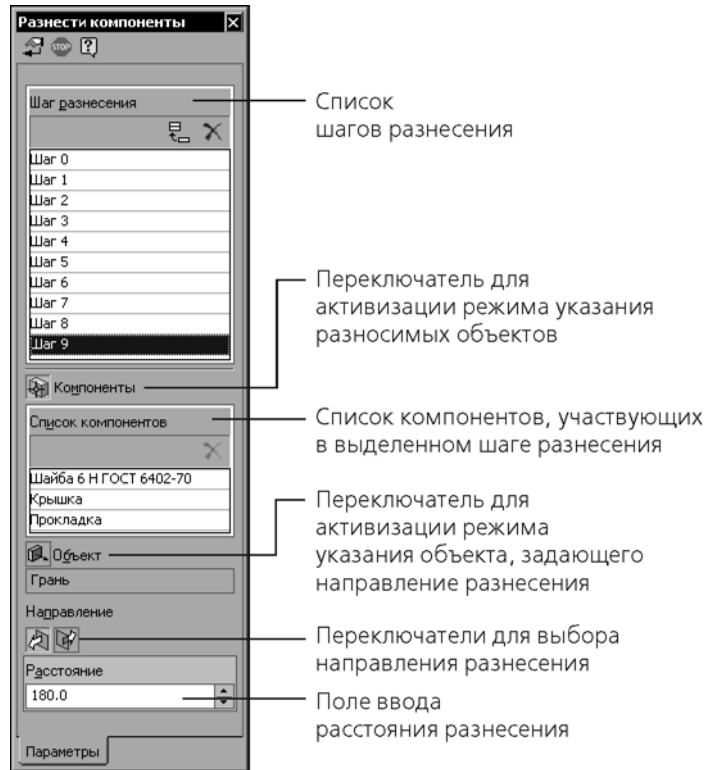 Разнести компоненты
STOP
Шаг разнесения
Шаг 0
Шаг 1
Шаг 2
Шаг 3
Шаг 4
Шаг 5
Шаг 6
Шаг 7
Шаг 8
Шаг 9
Компоненты
Список компонентов
Шайба 6 Н ГОСТ 6402-70
Крышка
Прокладка
Объект
Грань
Направление
Расстояние
180.0
Параметры
Список
шагов разнесения
Переключатель для
активизации режима указания
разносимых объектов
Список компонентов, участвующих
в выделенном шаге разнесения
Переключатель для
активизации режима
указания объекта, задающего
направление разнесения
Переключатели для выбора
направления разнесения
Поле ввода
расстояния разнесения